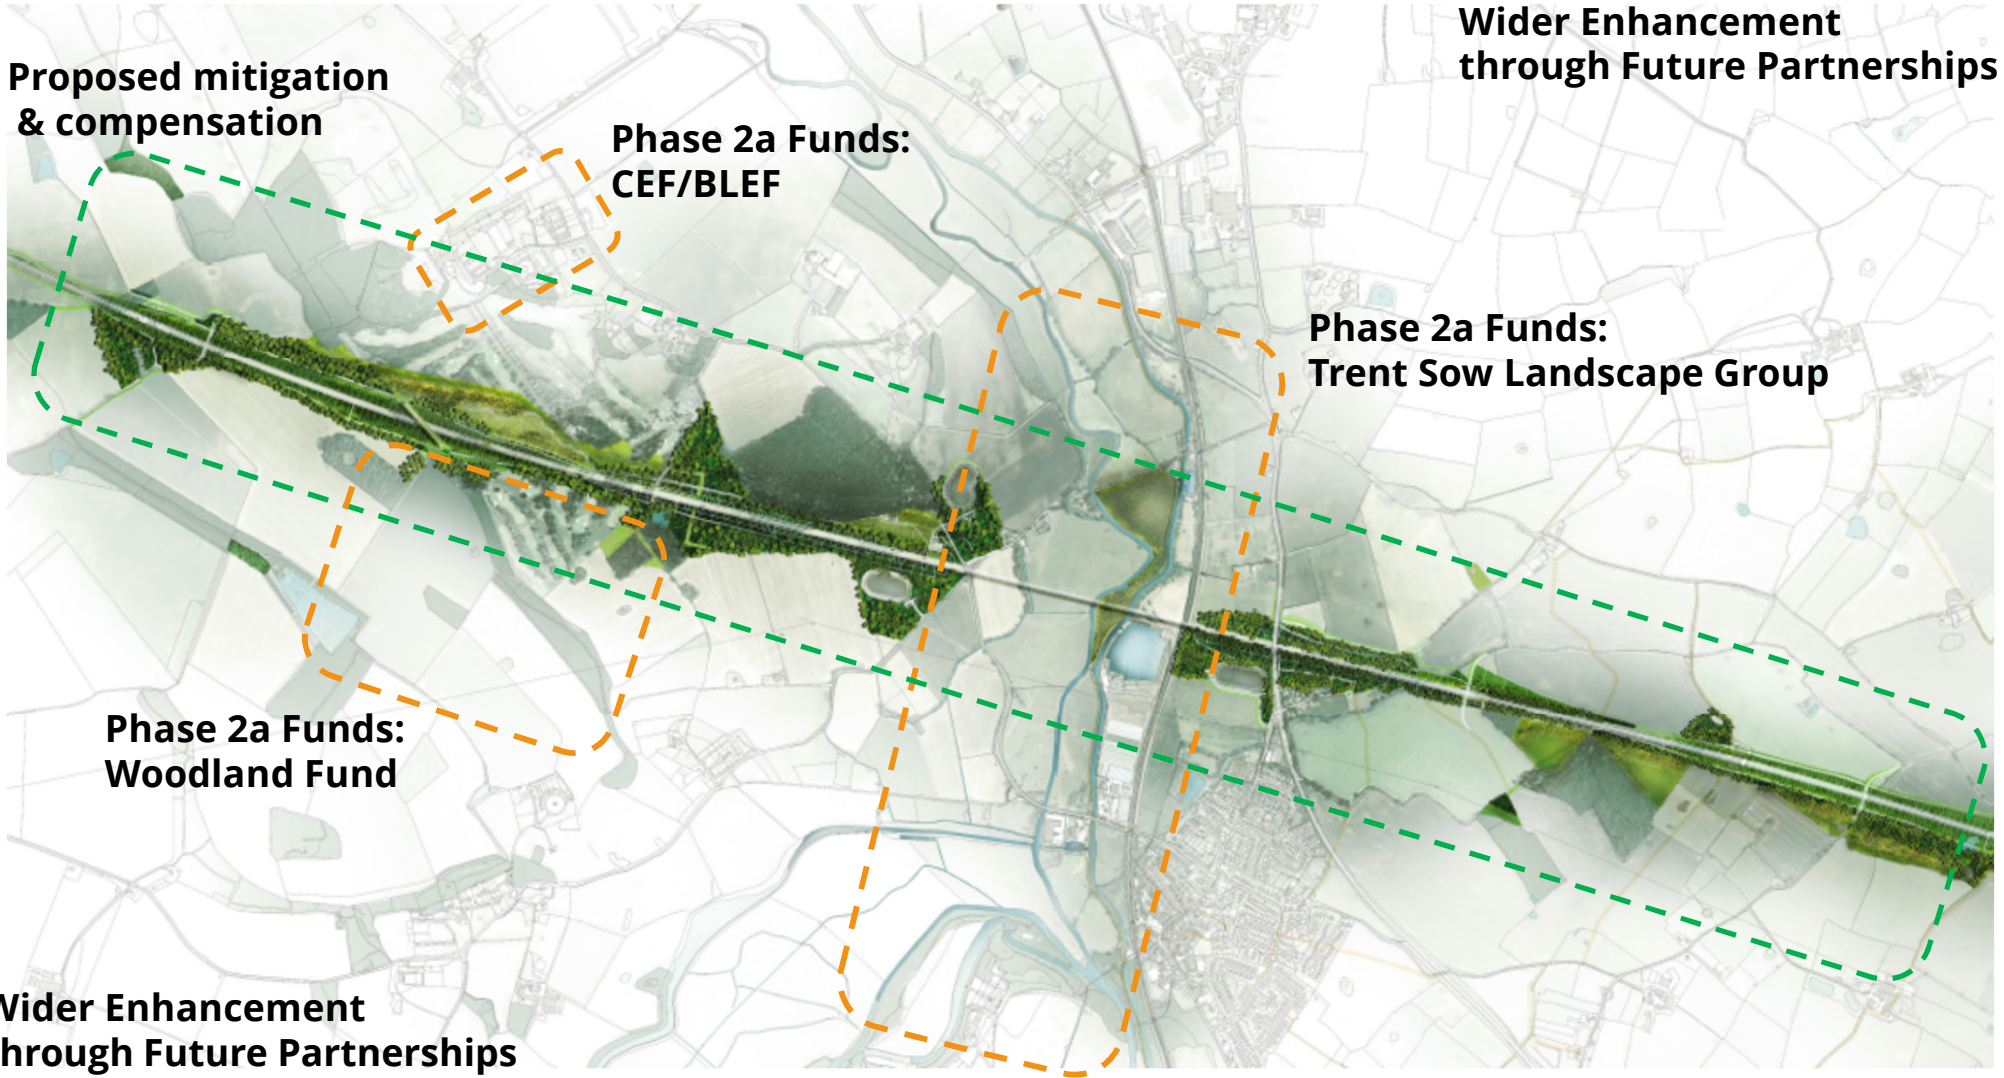 Wider Enhancement
through Future Partnerships
Proposed mitigation
& compensation
Phase 2a Funds:
CEF/BLEF
Phase 2a Funds:
Trent Sow Landscape Group
Phase 2a Funds:
Woodland Fund
Wider Enhancement
hrough Future Partnerships